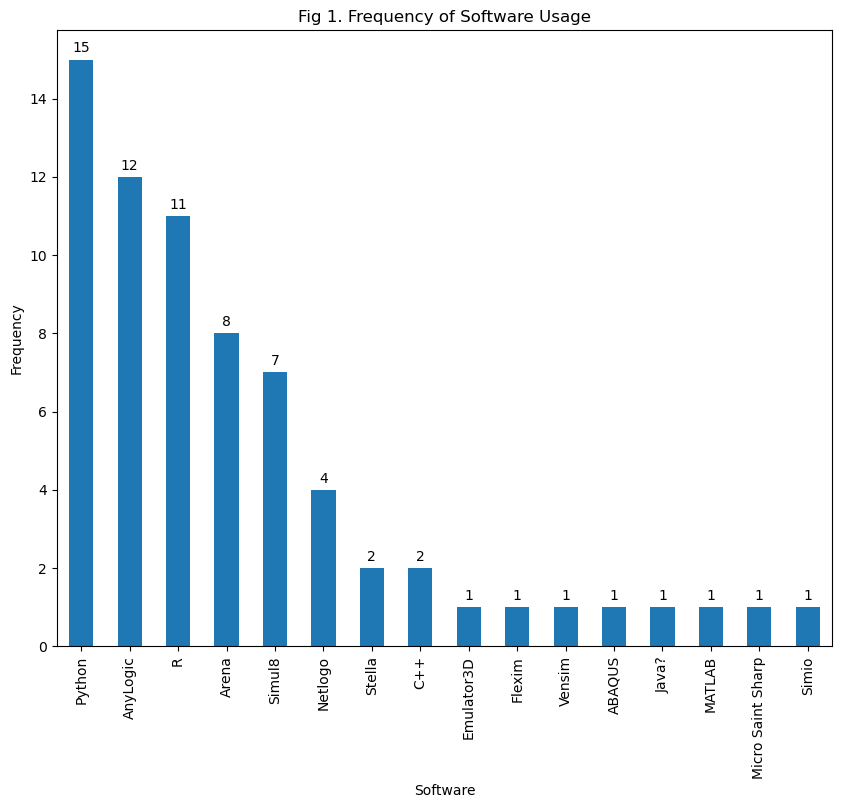 Fig 1. Frequency of Software Usage
15
12
11
8
7
4
2
2
1
1
1
1
1
1
1
1
14
12
10
8
6
4
2
0
Frequency
Python
AnyLogic
R
Arena
Simul8
Netlogo
Stella
C++
Emulator3D
Flexim
Vensim
ABAQUS
Java?
MATLAB
Micro Saint Sharp
Simio
Software